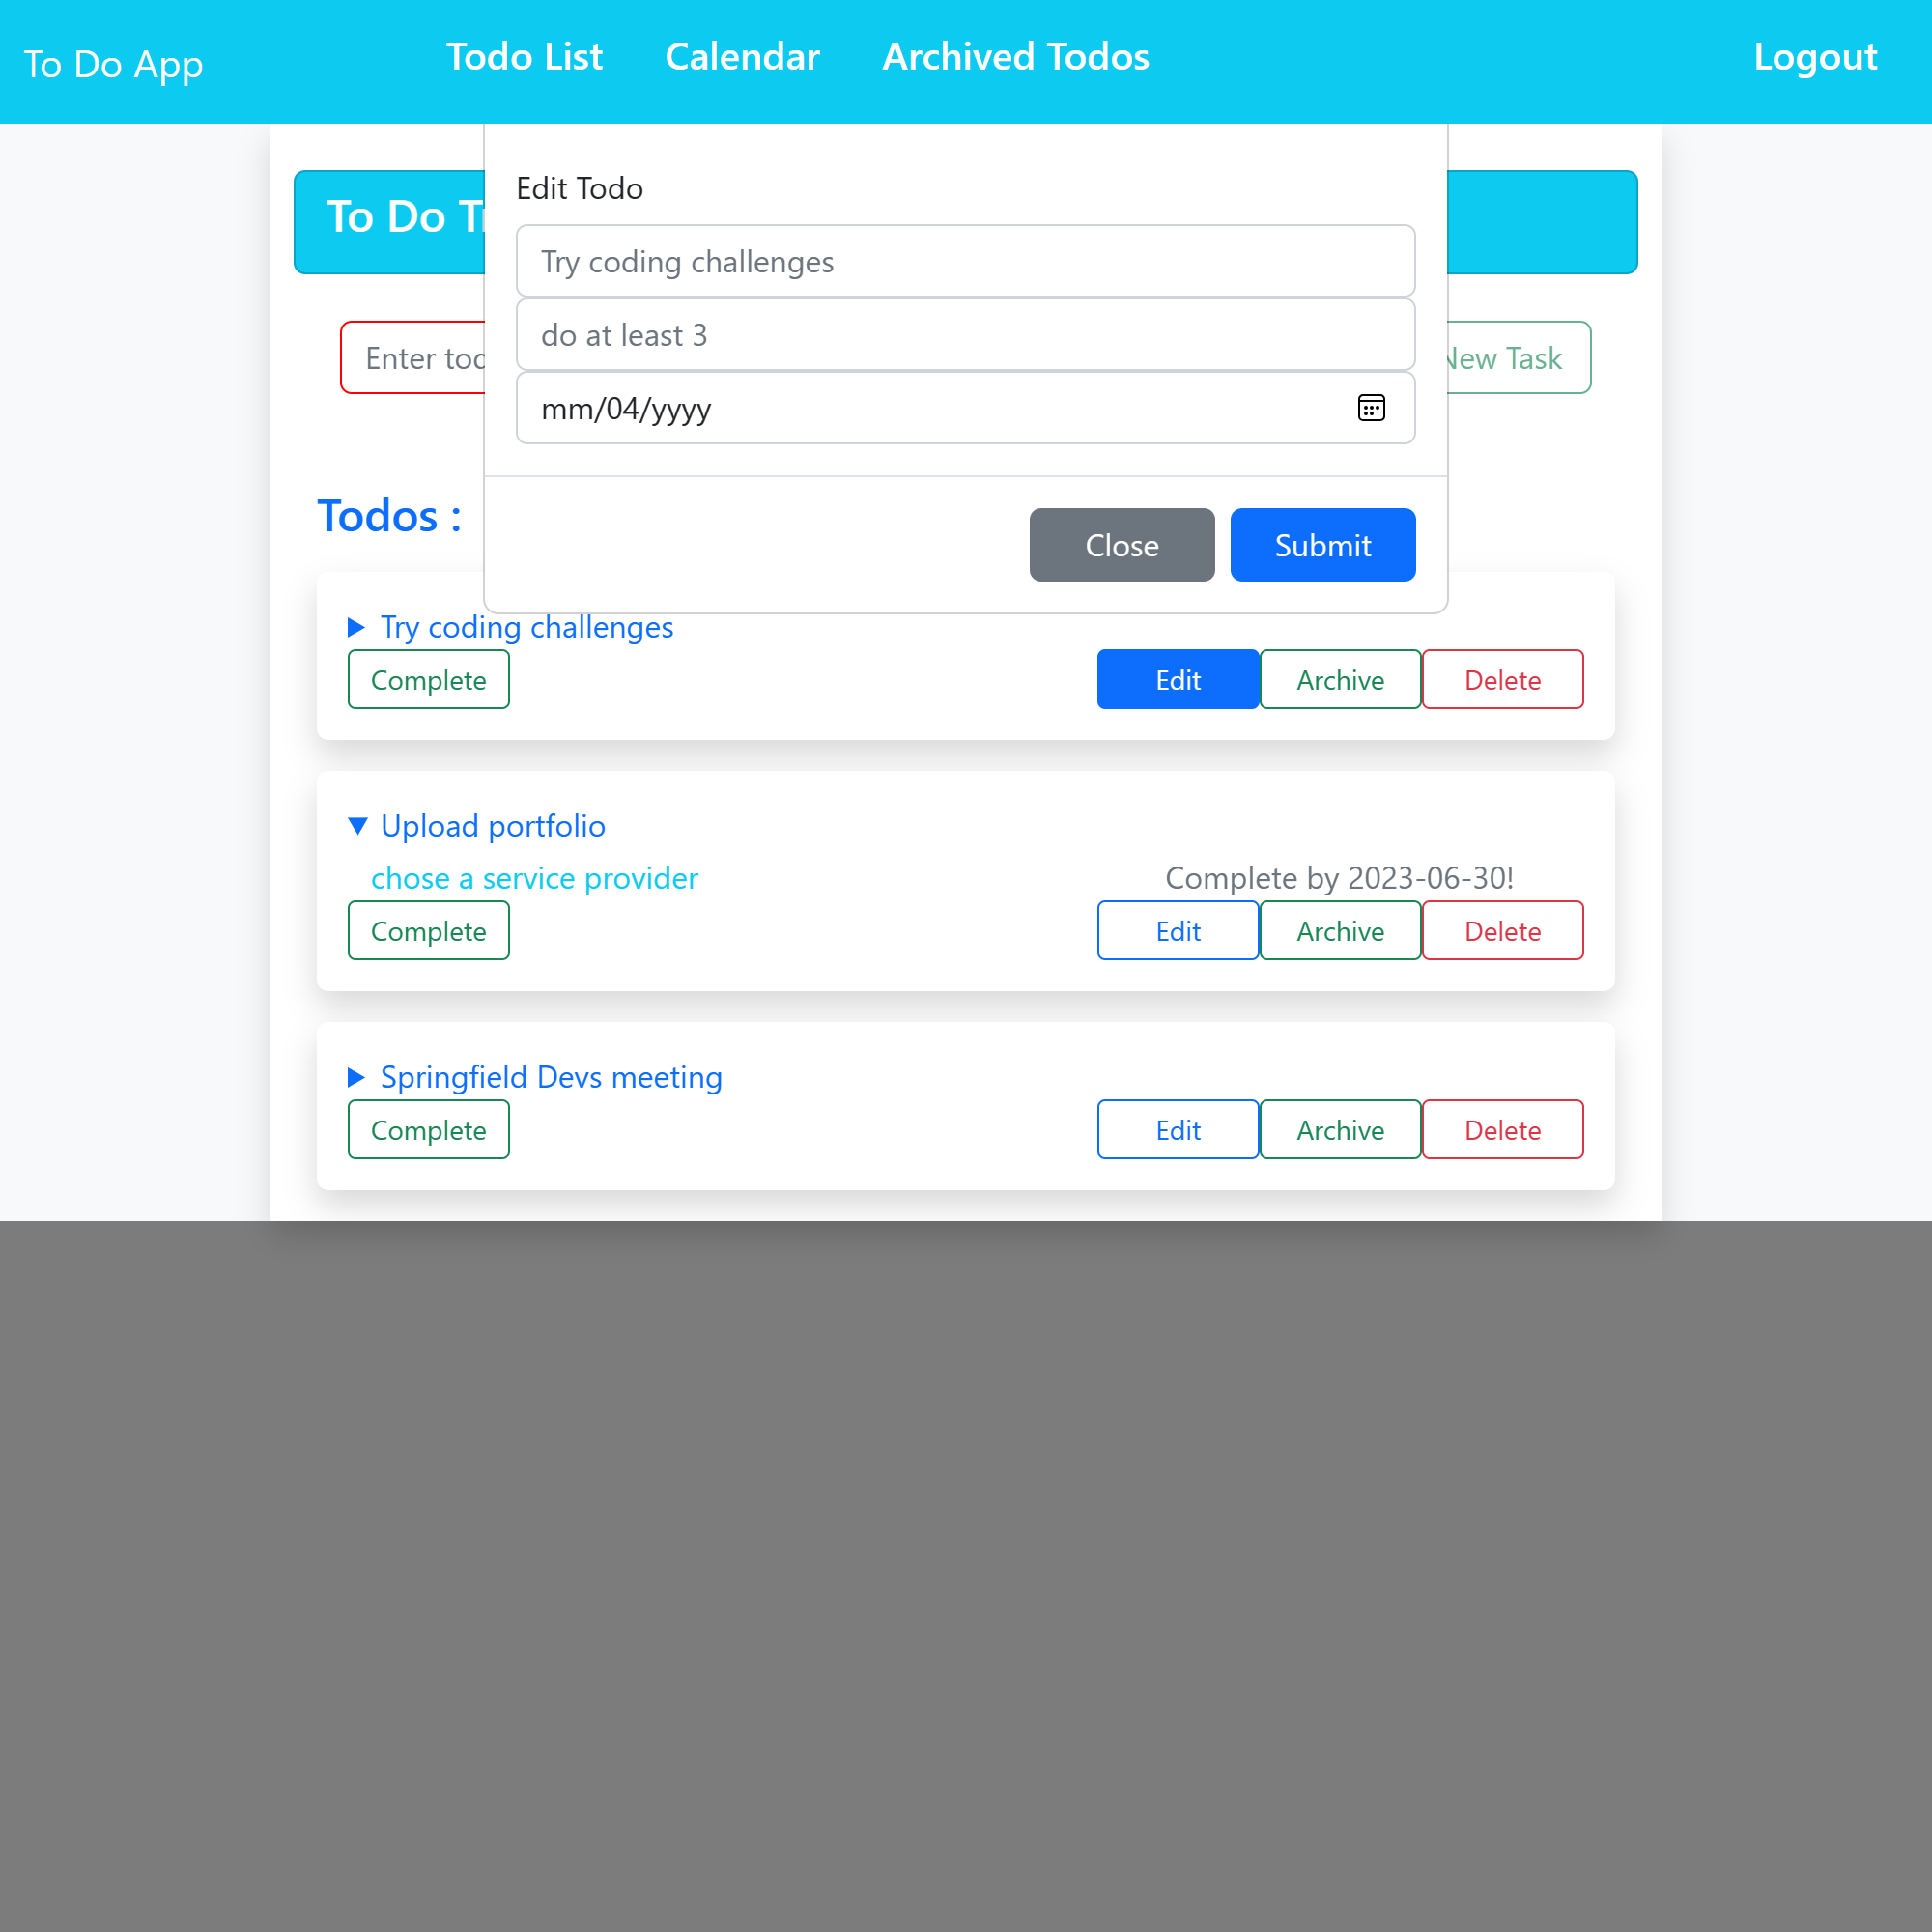 To Do App
Todo List
Calendar
Archived Todos
Logout
To Do
Edit Todo
Try coding challenges
do at least 3
mm/04/yyyy
Enter
New Task
Close
Submit
Todos :
Try coding challenges
Complete
Edit
Archive
Delete
Upload portfolio
chose a service provider
Complete by 2023-06-30!
Complete
Edit
Archive
Delete
Springfield Devs meeting
Complete
Edit
Archive
Delete